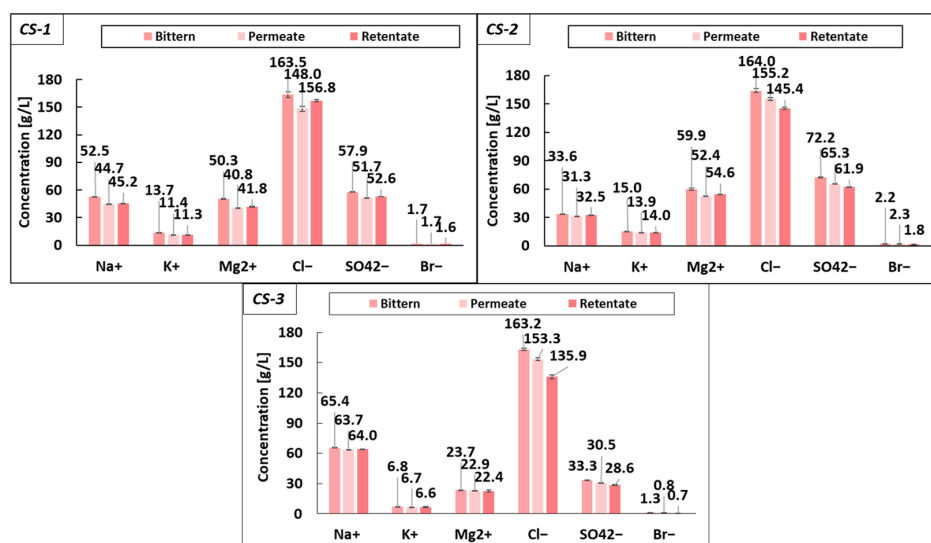 CS-1
Bittern Permeate Retentate
Concentration [g/L]
180
150
120
90
60
30
0
52.5 44.7 45.2
13.7 11.4 11.3
50.3 40.8 41.8
163.5 148.0 156.8
57.9 51.7 52.6
1.7 1.7 1.6
Na+ K+ Mg2+ Cl− SO42− Br−
CS-2
Bittern Permeate Retentate
Concentration [g/L]
180
150
120
90
60
30
0
33.6 31.3 32.5
15.0 13.9 14.0
59.9 52.4 54.6
164.0 155.2 145.4
72.2 65.3 61.9
2.2 2.3 1.8
Na+ K+ Mg2+ Cl− SO42− Br−
CS-3
Bittern Permeate Retentate
Concentration [g/L]
180
150
120
90
60
30
0
65.4 63.7 64.0
6.8 6.7 6.6
23.7 22.9 22.4
163.2 153.3 135.9
33.3 30.5 28.6
1.3 0.8 0.7
Na+ K+ Mg2+ Cl− SO42− Br−